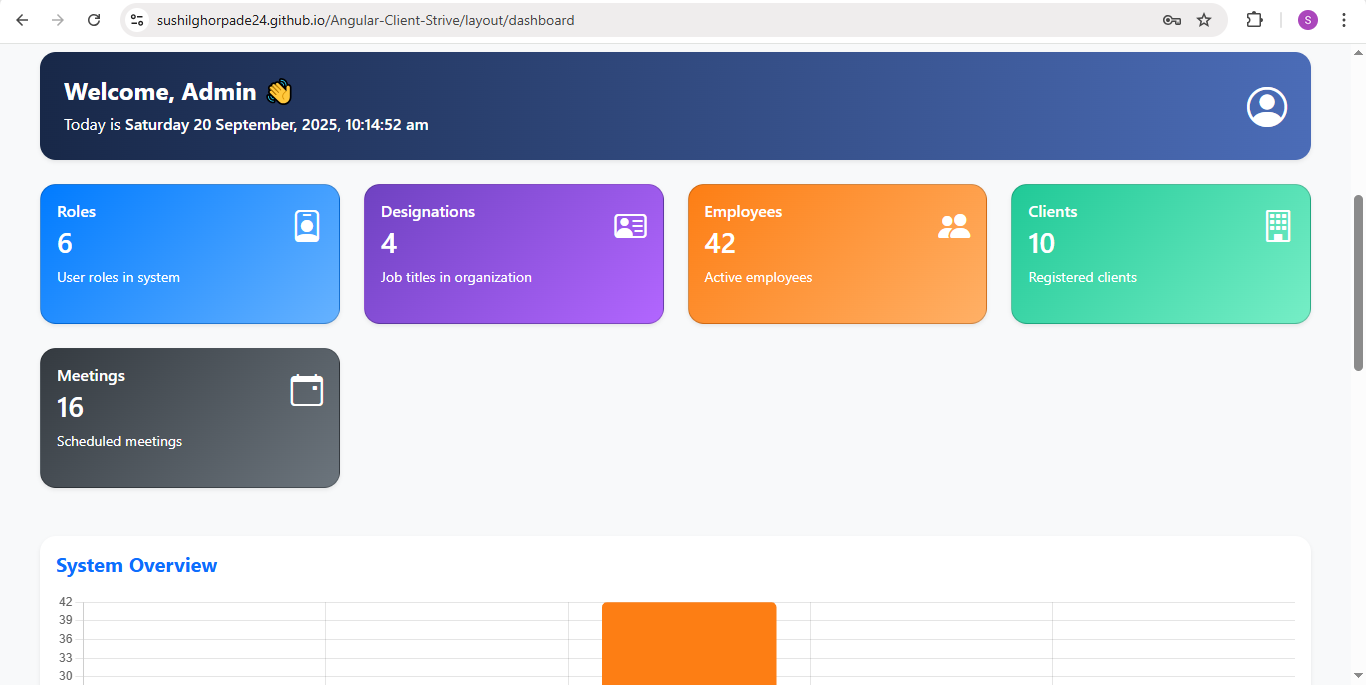 sushilghorpade24.github.io/Angular-Client-Strive/layout/dashboard
S
Welcome, Admin 👋
Today is Saturday 20 September, 2025, 10:14:52 am
Roles
6
User roles in system
Designations
4
Job titles in organization
Employees
42
Active employees
Clients
10
Registered clients
Meetings
16
Scheduled meetings
System Overview
42
39
36
33
30